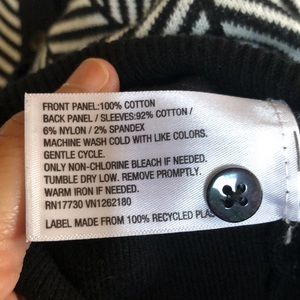 FRONT PANEL:100% COTTON
BACK PANEL / SLEEVES:92% COTTON /
6% NYLON / 2% SPANDEX
MACHINE WASH COLD WITH LIKE COLORS.
GENTLE CYCLE.
ONLY NON-CHLORINE BLEACH IF NEEDED.
TUMBLE DRY LOW. REMOVE PROMPTLY.
WARM IRON IF NEEDED.
RN17730 VN1262180
LABEL MADE FROM 100% RECYCLED